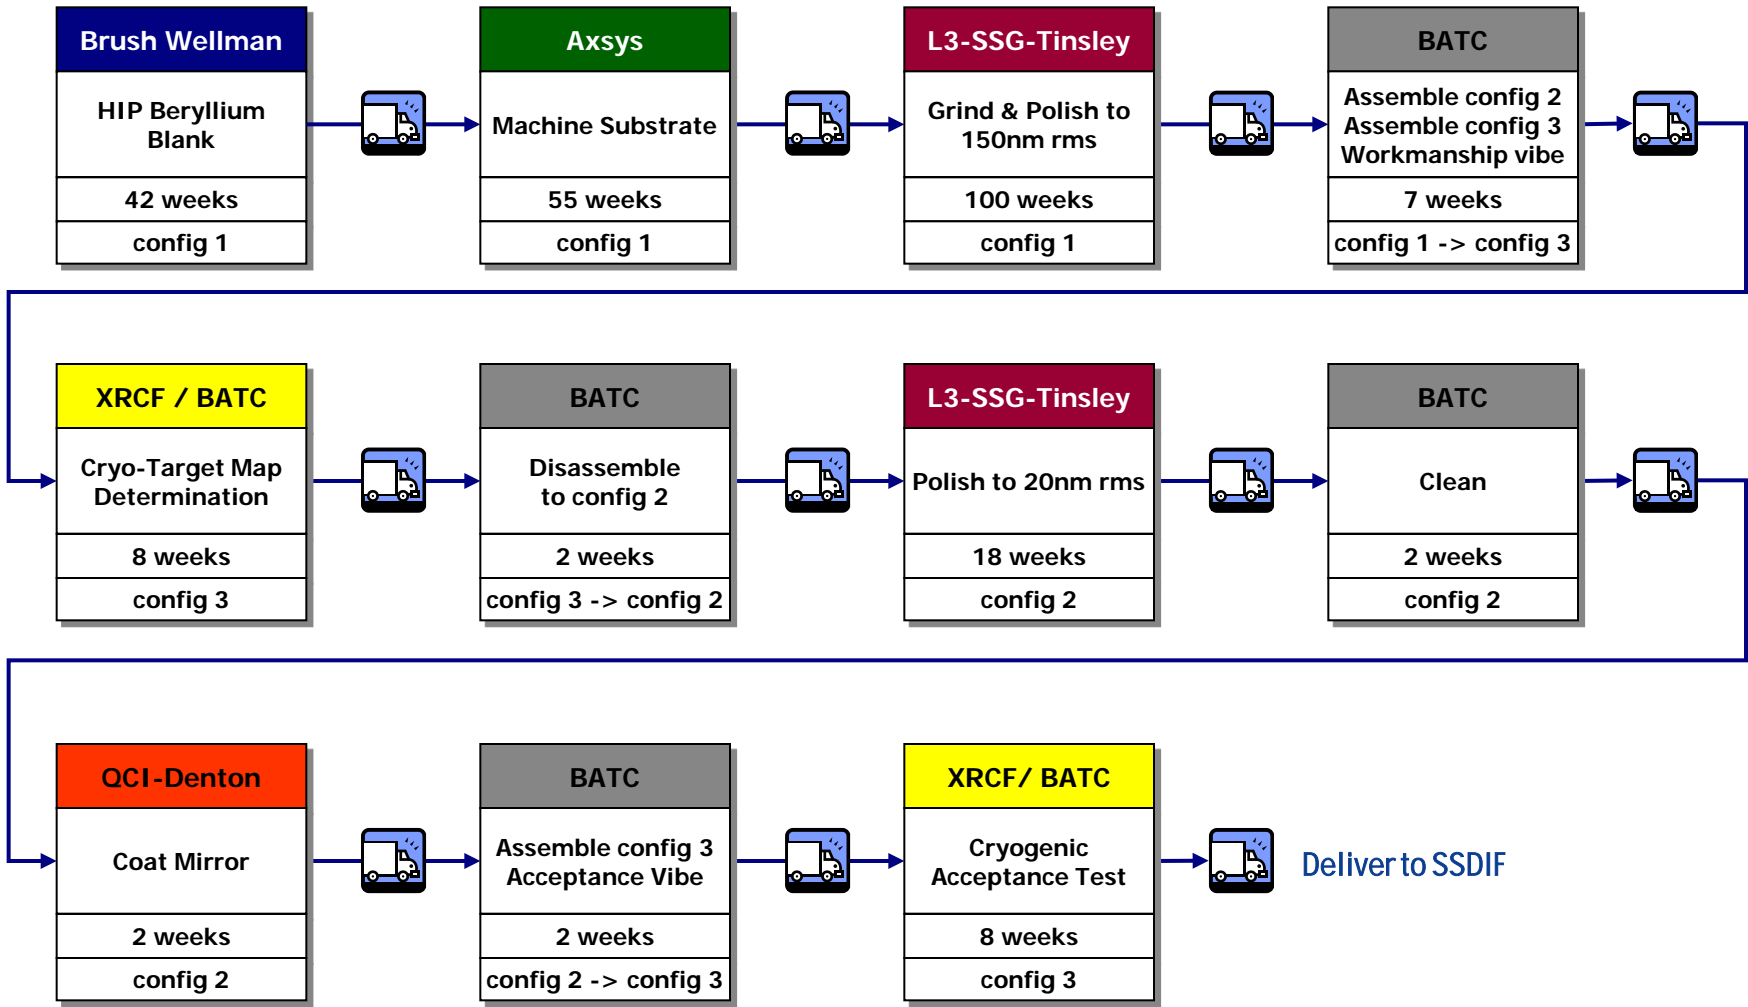 Brush Wellman
HIP Beryllium
Blank
42 weeks
config 1
Axsys
Machine Substrate
55 weeks
config 1
L3-SSG-Tinsley
Grind & Polish to
150nm rms
100 weeks
config 1
BATC
Assemble config 2
Assemble config 3
Workmanship vibe
7 weeks
config 1 -> config 3
XRCF / BATC
Cryo-Target Map
Determination
8 weeks
config 3
BATC
Disassemble
to config 2
2 weeks
config 3 -> config 2
L3-SSG-Tinsley
Polish to 20nm rms
18 weeks
config 2
BATC
Clean
2 weeks
config 2
QCI-Denton
Coat Mirror
2 weeks
config 2
BATC
Assemble config 3
Acceptance Vibe
2 weeks
config 2 -> config 3
XRCF/ BATC
Cryogenic
Acceptance Test
8 weeks
config 3
Deliver to SSDIF